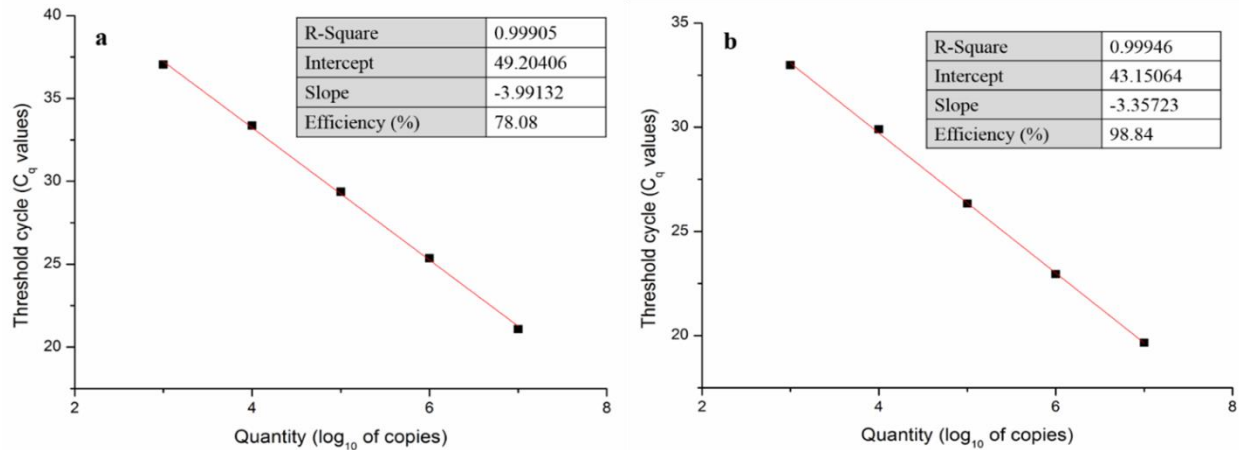 a
R-Square 0.99905
Intercept 49.20406
Slope -3.99132
Efficiency (%) 78.08
40
35
30
25
20
Threshold cycle (Cq values)
2 4 6 8
Quantity (log10 of copies)
b
R-Square 0.99946
Intercept 43.15064
Slope -3.35723
Efficiency (%) 98.84
35
30
25
20
Threshold cycle (Cq values)
2 4 6 8
Quantity (log10 of copies)